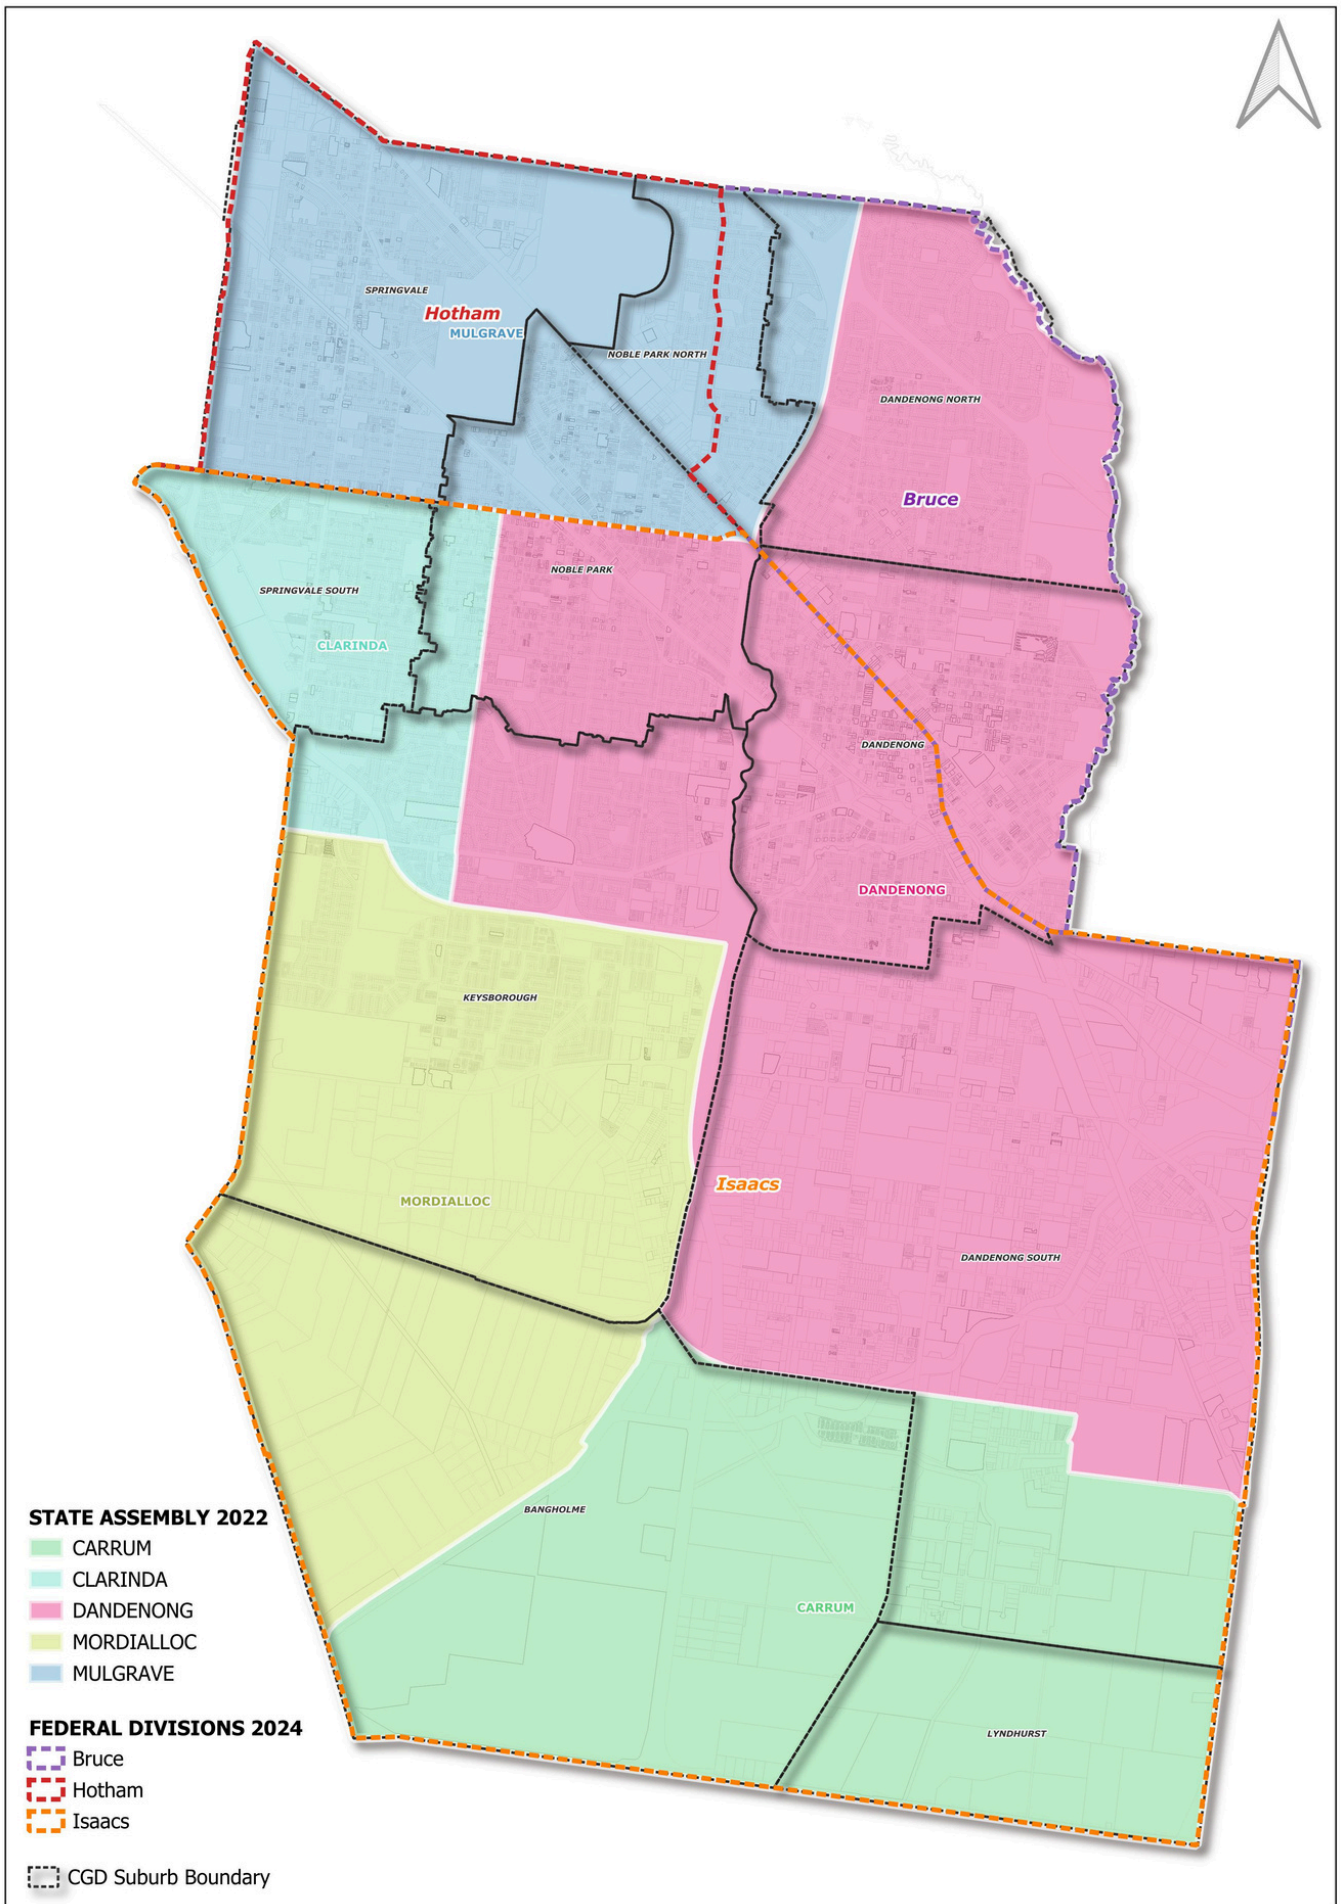 SPRINGVALE
Hotham
MULGRAVE
NOBLE PARK NORTH
DANDENONG NORTH
Bruce
NOBLE PARK
SPRINGVALE SOUTH
CLARINDA
DANDENONG
DANDENONG
KEYSBOROUGH
Isaacs
MORDIALLOC
DANDENONG SOUTH
BANGHOLME
CARRUM
LYNDHURST
STATE ASSEMBLY 2022
CARRUM
CLARINDA
DANDENONG
MORDIALLOC
MULGRAVE
FEDERAL DIVISIONS 2024
Bruce
Hotham
Isaacs
CGD Suburb Boundary